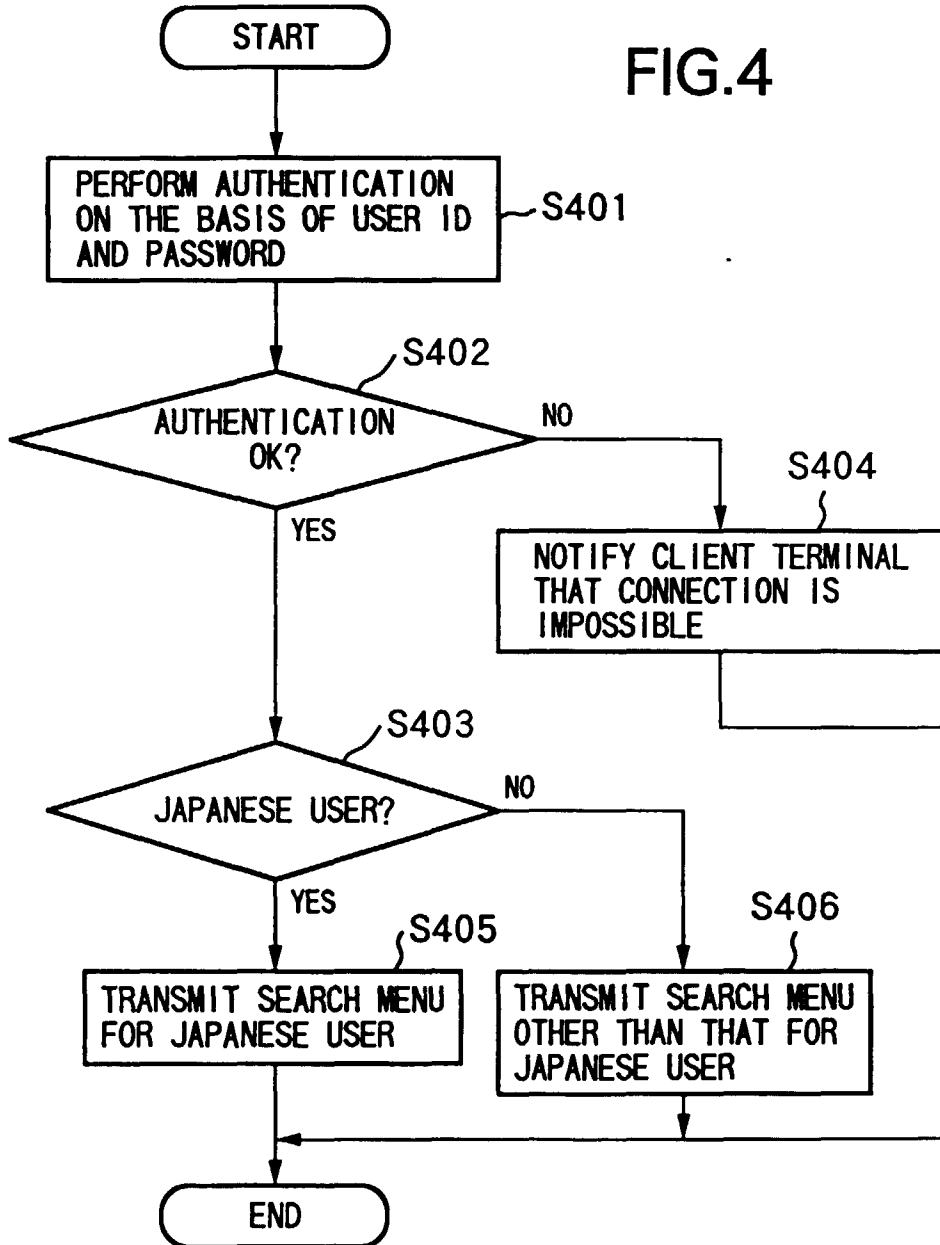 START
FIG.4
PERFORM AUTHENTICATION
ON THE BASIS OF USER ID
AND PASSWORD
S401
S402
AUTHENTICATION
OK?
NO
YES
S404
NOTIFY CLIENT TERMINAL
THAT CONNECTION IS
IMPOSSIBLE
S403
JAPANESE USER?
NO
YES
S405
TRANSMIT SEARCH MENU
FOR JAPANESE USER
S406
TRANSMIT SEARCH MENU
OTHER THAN THAT FOR
JAPANESE USER
END